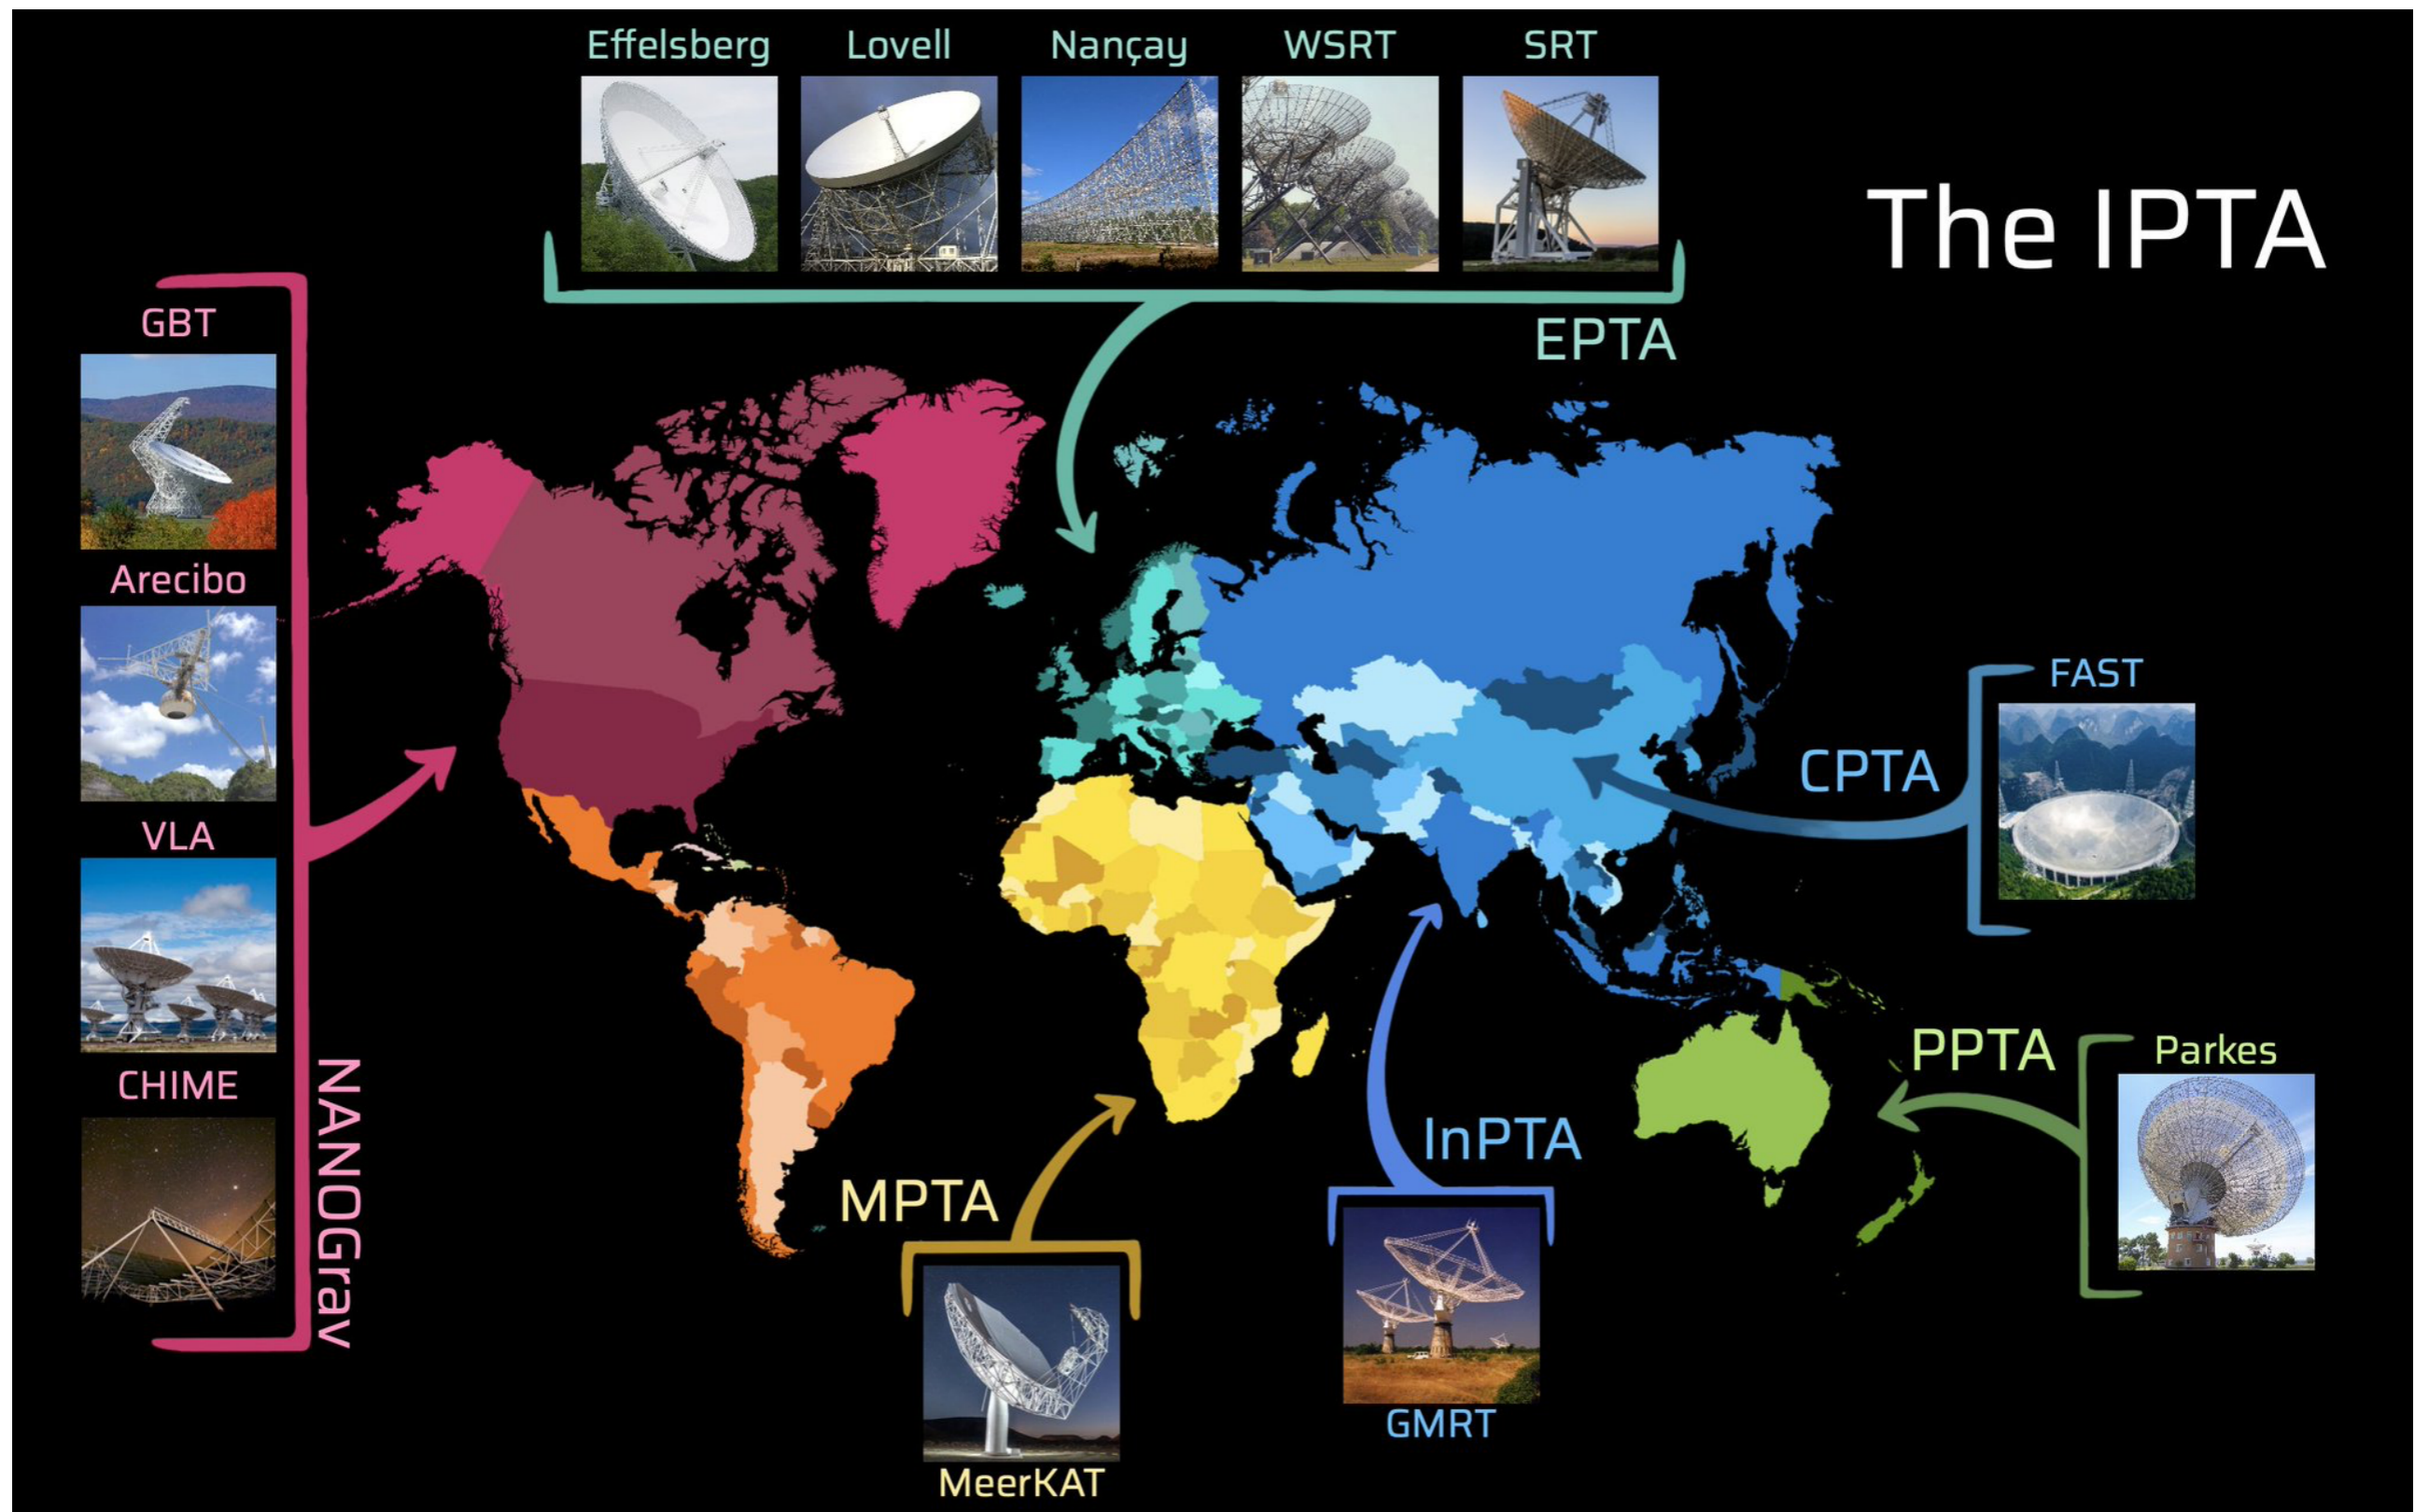 Effelsberg
Lovell
Nançay
WSRT
SRT
The IPTA
EPTA
GBT
Arecibo
VLA
CHIME
NANOGrav
FAST
CPTA
PPTA
Parkes
InPTA
GMRT
MPTA
MeerKAT